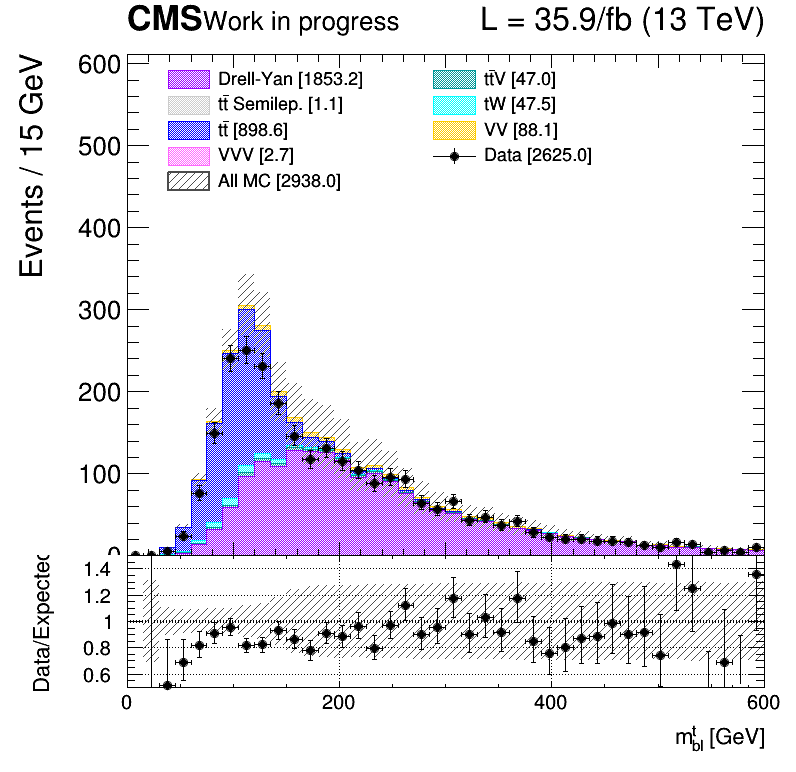 CMS Work in progress L = 35.9/fb (13 TeV)
Events / 15 GeV
600
500
400
300
200
100
0
Drell-Yan [1853.2]
tt̄ Semilep. [1.1]
tt̄ [898.6]
VVV [2.7]
All MC [2938.0]
tt̄V [47.0]
tW [47.5]
VV [88.1]
Data [2625.0]
Data/Expected
1.4
1.2
1
0.8
0.6
0 200 400 600
m^t_bl [GeV]